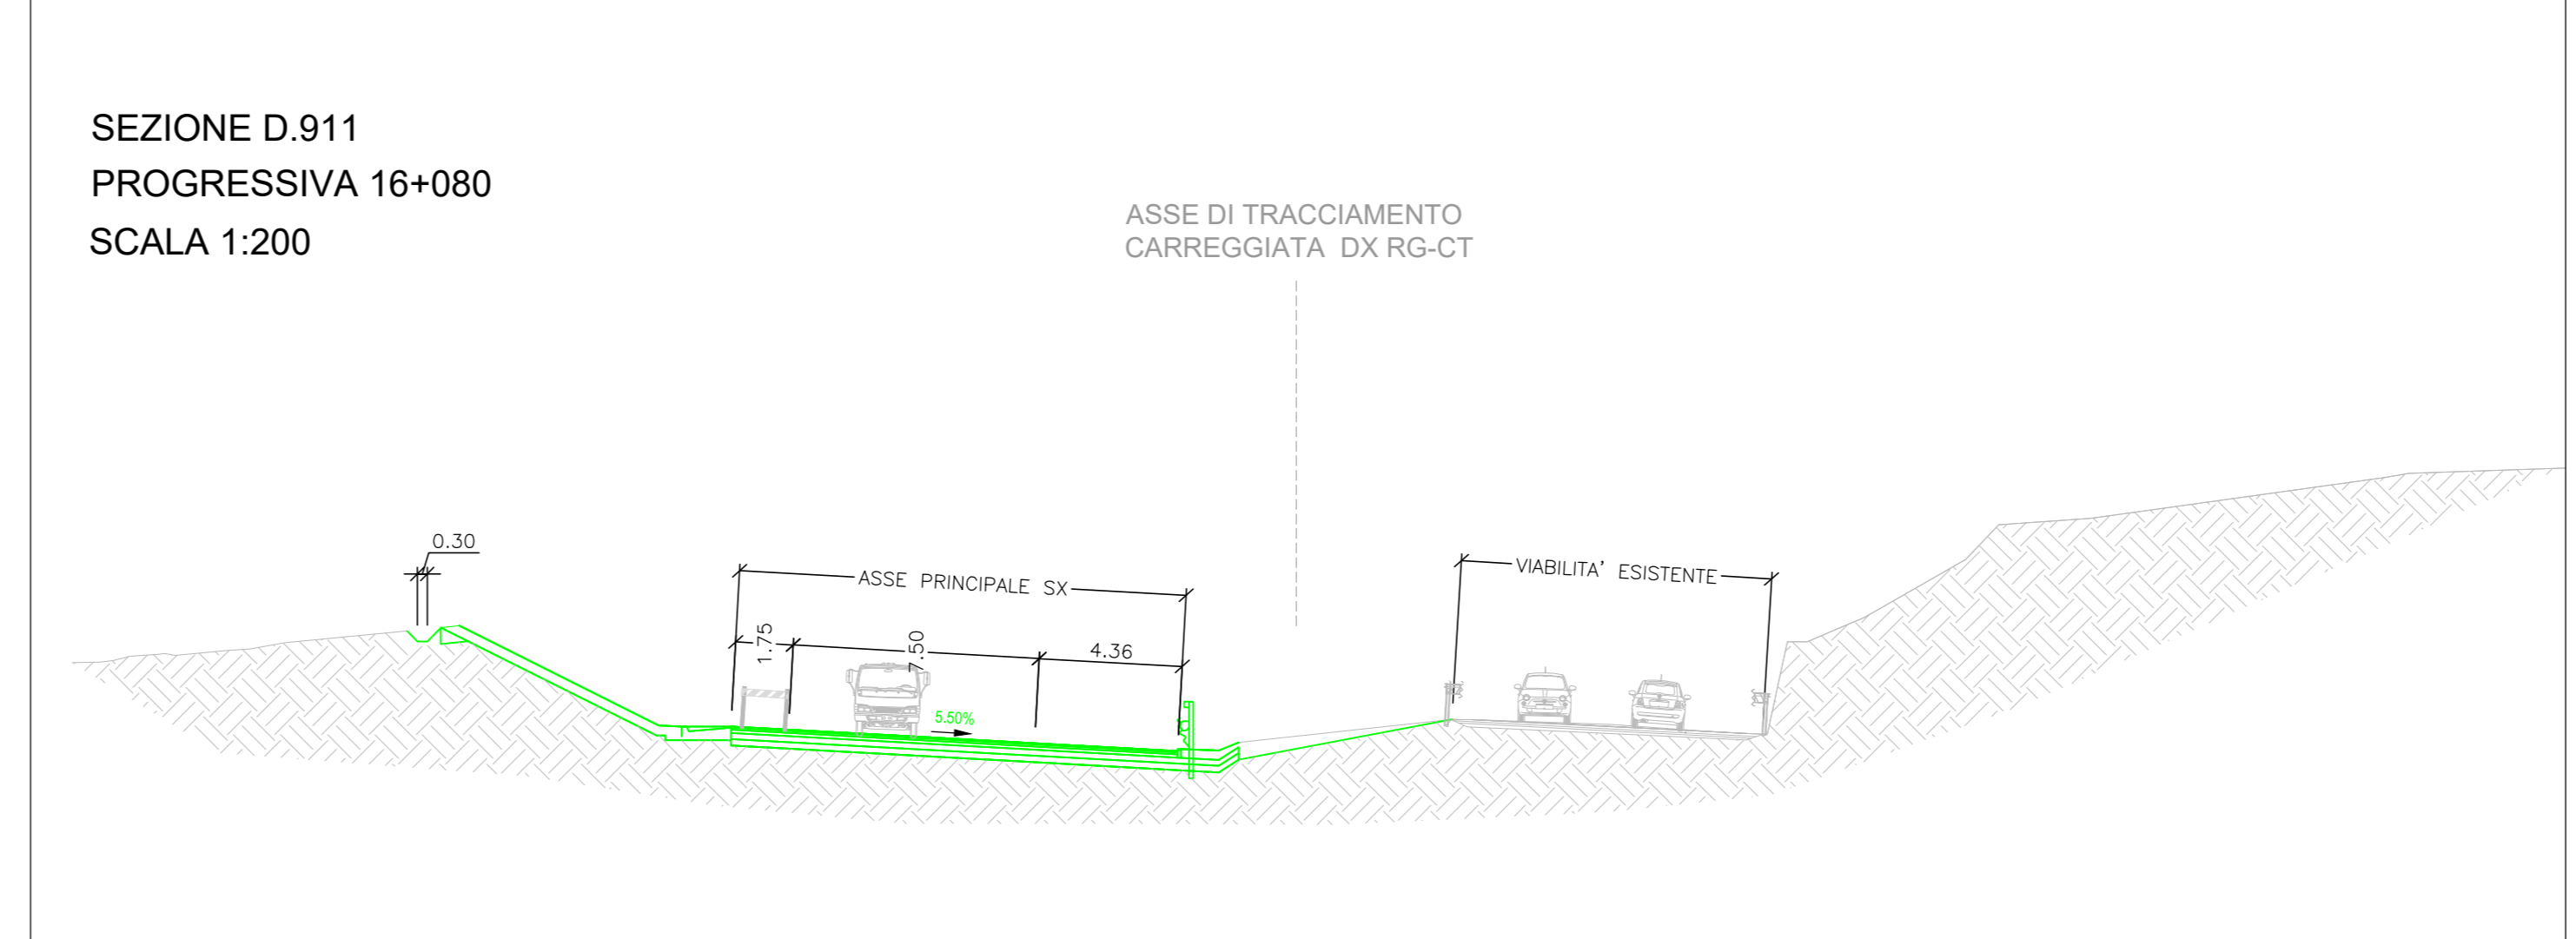 SEZIONE D.911
PROGRESSIVA 16+080
SCALA 1:200
ASSE DI TRACCIAMENTO
CARREGGIATA DX RG-CT
0.30
ASSE PRINCIPALE SX
VIABILITA' ESISTENTE
1.75
7.50
4.36
5.50%